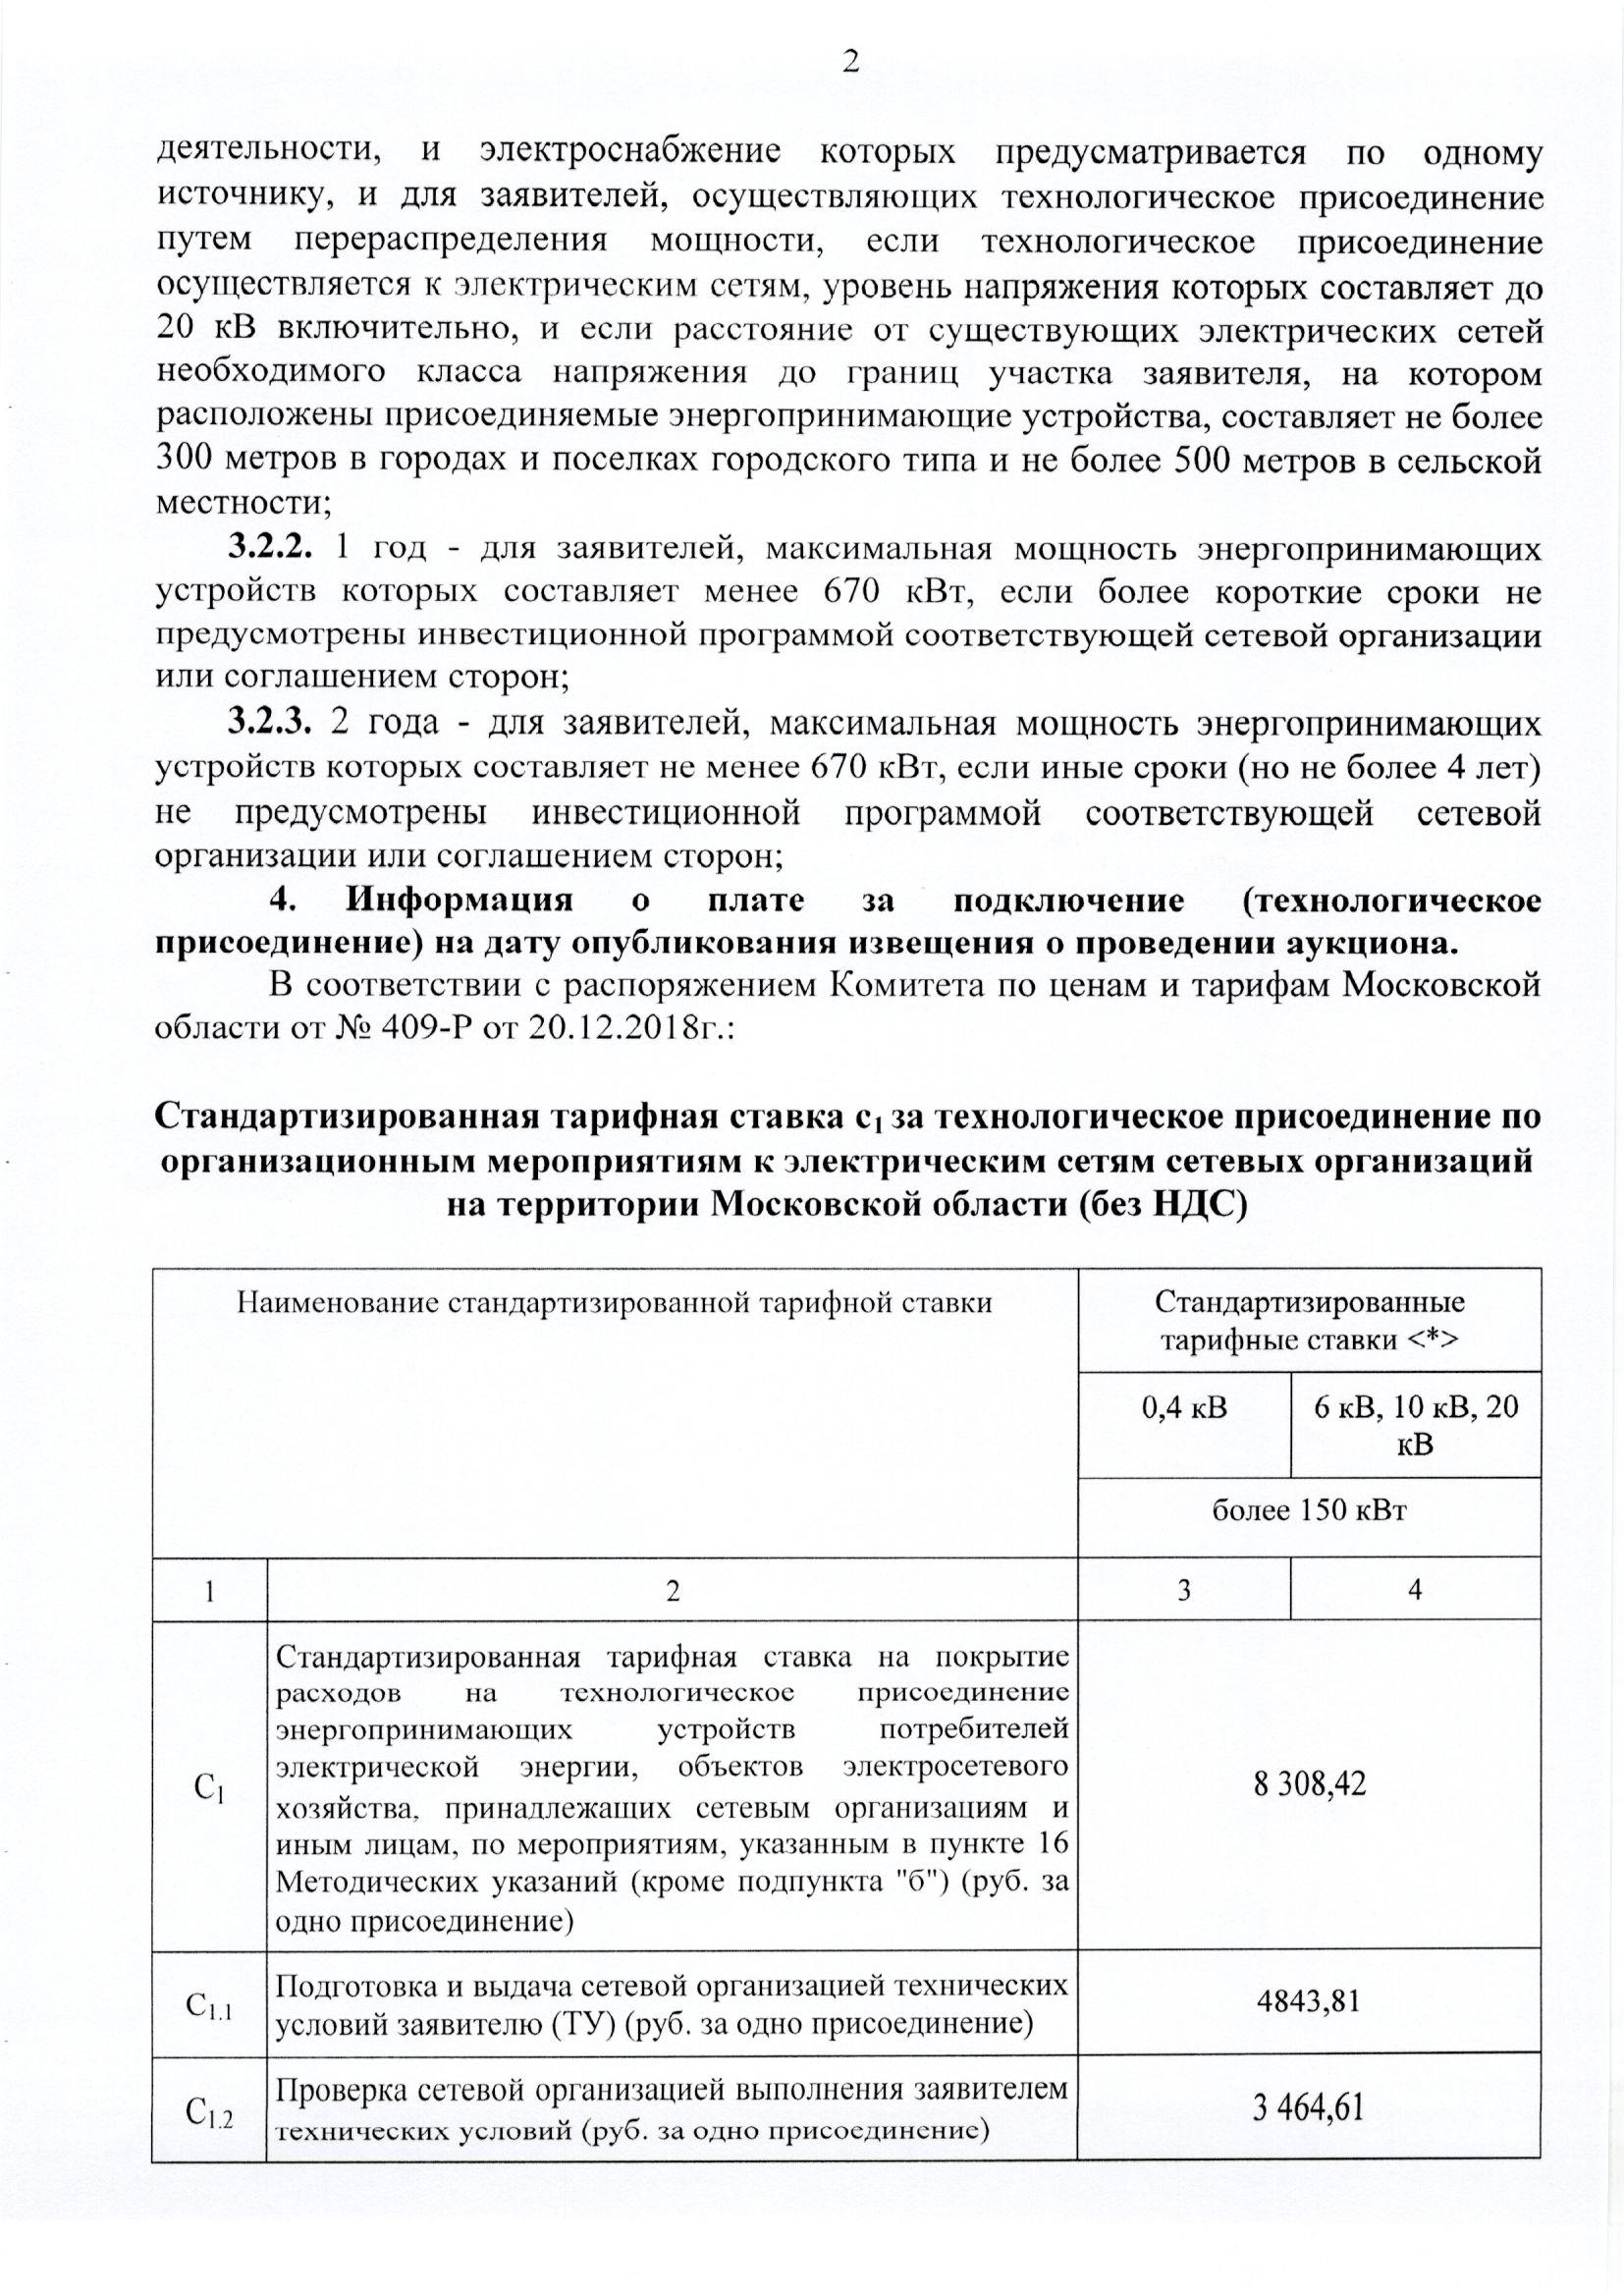 2
деятельности, и электроснабжение которых предусматривается по одному
источнику, и для заявителей, осуществляющих технологическое присоединение
путем перераспределения мощности, если технологическое присоединение
осуществляется к электрическим сетям, уровень напряжения которых составляет до
20 кВ включительно, и если расстояние от существующих электрических сетей
необходимого класса напряжения до границ участка заявителя, на котором
расположены присоединяемые энергопринимающие устройства, составляет не более
300 метров в городах и поселках городского типа и не более 500 метров в сельской
местности;
3.2.2. 1 год - для заявителей, максимальная мощность энергопринимающих
устройств которых составляет менее 670 кВт, если более короткие сроки не
предусмотрены инвестиционной программой соответствующей сетевой организации
или соглашением сторон;
3.2.3. 2 года - для заявителей, максимальная мощность энергопринимающих
устройств которых составляет не менее 670 кВт, если иные сроки (но не более 4 лет)
не предусмотрены инвестиционной программой соответствующей сетевой
организации или соглашением сторон;
4. Информация о плате за подключение (технологическое
присоединение) на дату опубликования извещения о проведении аукциона.
В соответствии с распоряжением Комитета по ценам и тарифам Московской
области от № 409-Р от 20.12.2018г.:
Стандартизированная тарифная ставка с₁ за технологическое присоединение по
организационным мероприятиям к электрическим сетям сетевых организаций
на территории Московской области (без НДС)
Наименование стандартизированной тарифной ставки
Стандартизированные
тарифные ставки <*>
0,4 кВ
6 кВ, 10 кВ, 20
кВ
более 150 кВт
1 2 3 4
С₁
Стандартизированная тарифная ставка на покрытие
расходов на технологическое присоединение
энергопринимающих устройств потребителей
электрической энергии, объектов электросетевого
хозяйства, принадлежащих сетевым организациям и
иным лицам, по мероприятиям, указанным в пункте 16
Методических указаний (кроме подпункта "б") (руб. за
одно присоединение)
8 308,42
С₁.₁
Подготовка и выдача сетевой организацией технических
условий заявителю (ТУ) (руб. за одно присоединение)
4843,81
С₁.₂
Проверка сетевой организацией выполнения заявителем
технических условий (руб. за одно присоединение)
3 464,61